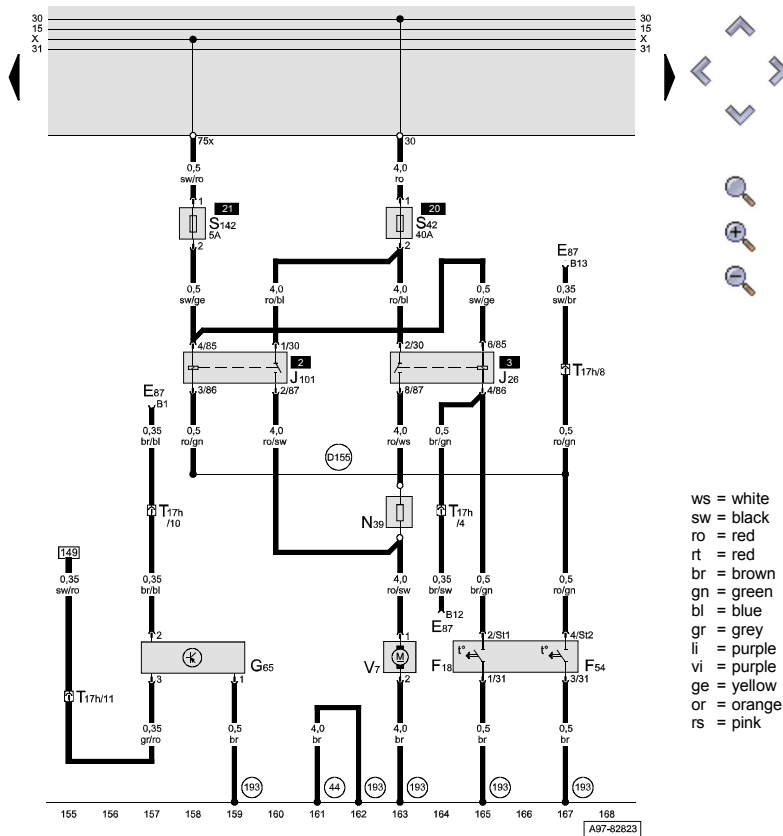 30
15
X
31
30
15
X
31
75x
30
0,5
sw/ro
4,0
ro
1
21
S142
5A
2
1
20
S42
40A
2
E87
B13
0,5
sw/ge
4,0
ro/bl
4,0
ro/bl
0,5
sw/ge
0,35
sw/br
4/85
1/30
2/30
6/85
2
J101
3
J26
T17h/8
3/86
2/87
8/87
4/86
E87
B1
0,35
br/bl
0,5
ro/gn
4,0
ro/sw
4,0
ro/ws
0,5
br/gn
0,5
ro/gn
D155
T17h
/10
N39
T17h
/4
149
0,35
sw/ro
0,35
br/bl
4,0
ro/sw
0,35
br/sw
0,5
br/gn
0,5
ro/gn
B12
E87
2
G65
3
1
1
M
V7
2
2/St1
4/St2
t°
t°
F18
F54
1/31
3/31
T17h/11
0,35
gr/ro
0,5
br
4,0
br
4,0
br
0,5
br
0,5
br
193
44
193
193
193
193
155 156 157 158 159 160 161 162 163 164 165 166 167 168
A97-82823
ws = white
sw = black
ro = red
rt = red
br = brown
gn = green
bl = blue
gr = grey
li = purple
vi = purple
ge = yellow
or = orange
rs = pink